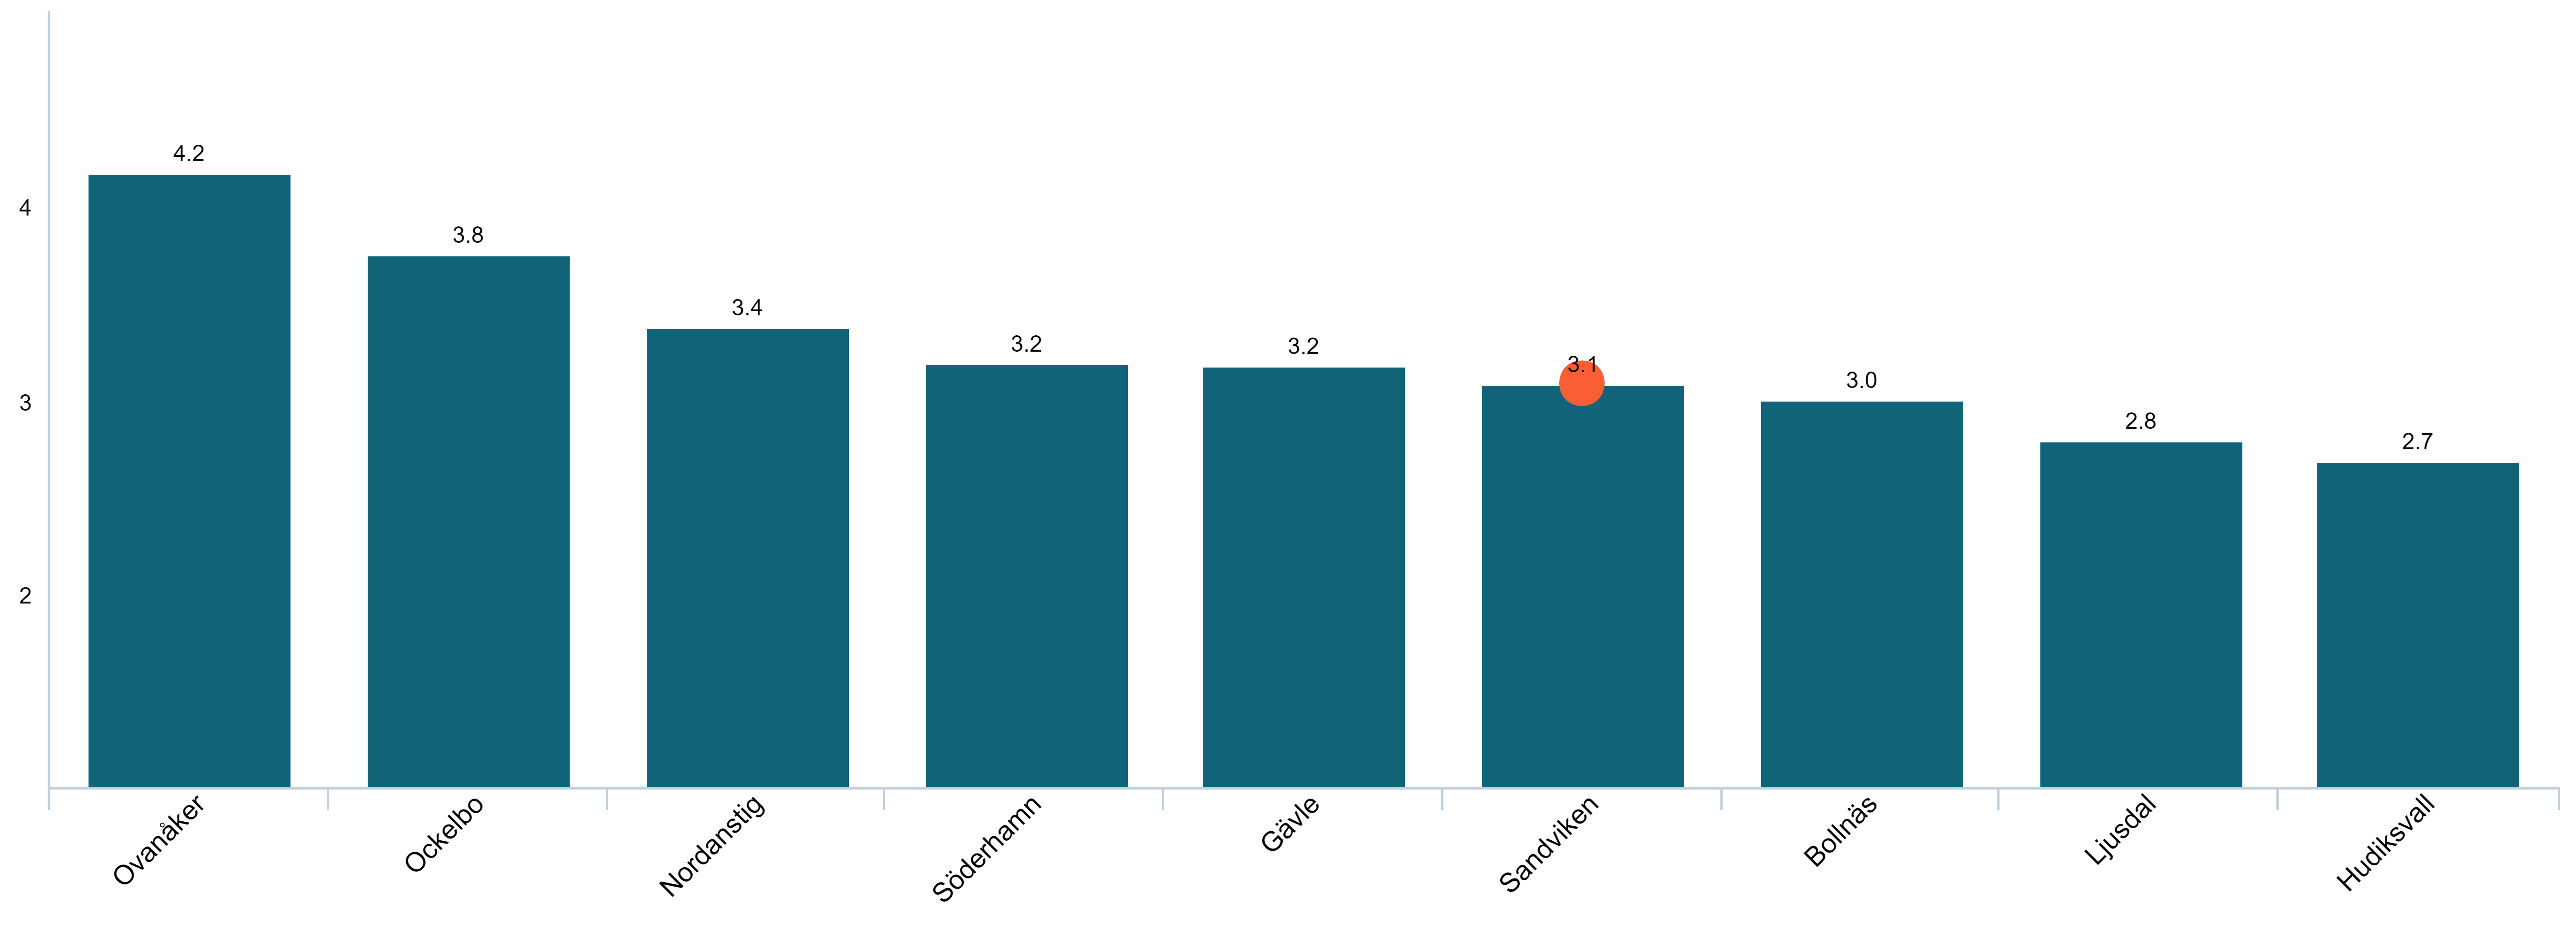 4.2
3.8
3.4
3.2
3.2
3.1
3.0
2.8
2.7
4
3
2
Ovanåker
Ockelbo
Nordanstig
Söderhamn
Gävle
Sandviken
Bollnäs
Ljusdal
Hudiksvall